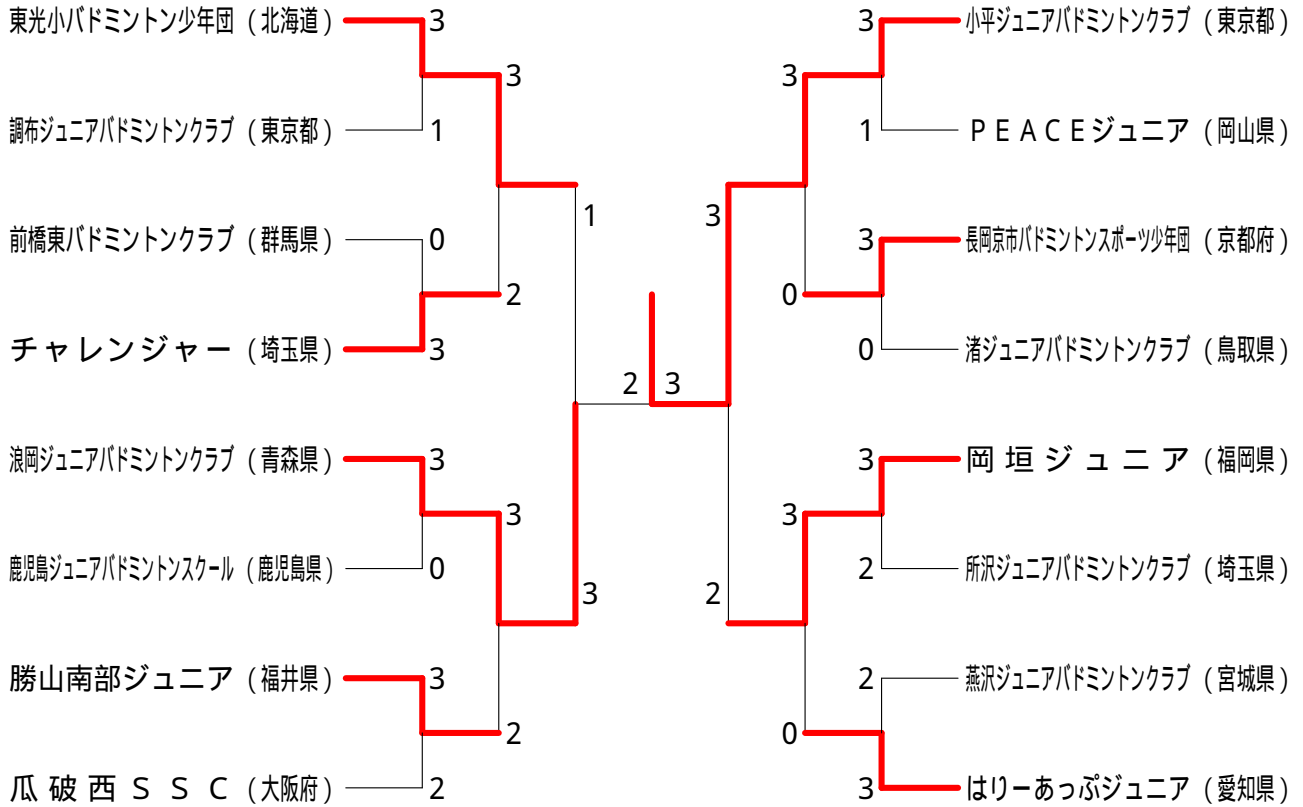 東光小バドミントン少年団 (北海道) 3 3 小平ジュニアバドミントンクラブ (東京都)
3 3
調布ジュニアバドミントンクラブ (東京都) 1 1 PEACEジュニア (岡山県)
1 3
前橋東バドミントンクラブ (群馬県) 0 3 長岡京市バドミントンスポーツ少年団 (京都府)
2 0
チャレンジャー (埼玉県) 3 0 渚ジュニアバドミントンクラブ (鳥取県)
2 3
浪岡ジュニアバドミントンクラブ (青森県) 3 3 岡垣ジュニア (福岡県)
3 3
鹿児島ジュニアバドミントンスクール (鹿児島県) 0 2 所沢ジュニアバドミントンクラブ (埼玉県)
3 2
勝山南部ジュニア (福井県) 3 2 燕沢ジュニアバドミントンクラブ (宮城県)
2 0
瓜破西SSC (大阪府) 2 3 はりーあっぷジュニア (愛知県)